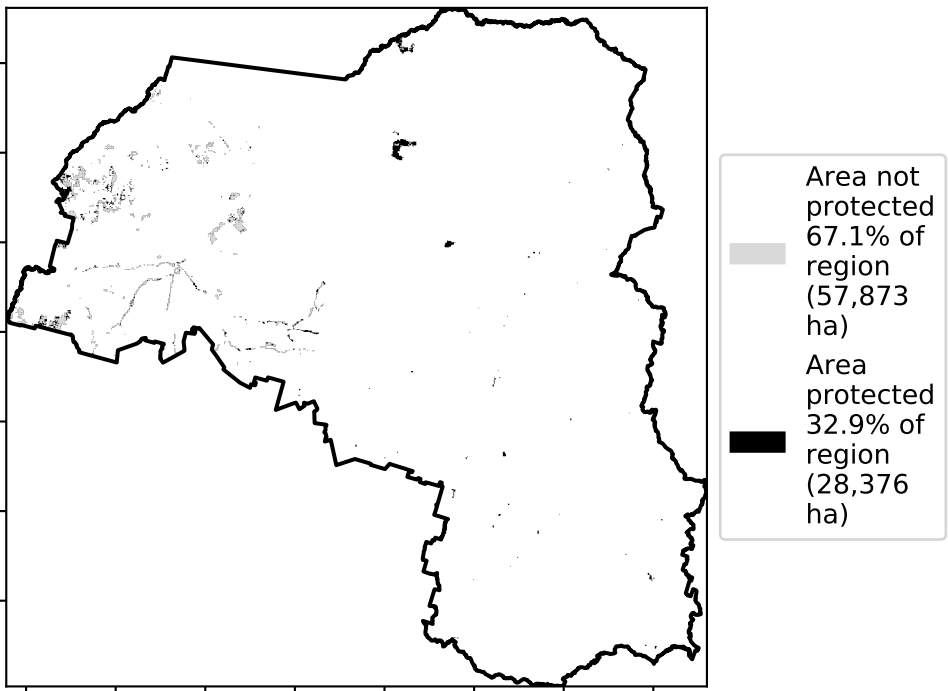 Area not
protected
67.1% of
region
(57,873
ha)
Area
protected
32.9% of
region
(28,376
ha)